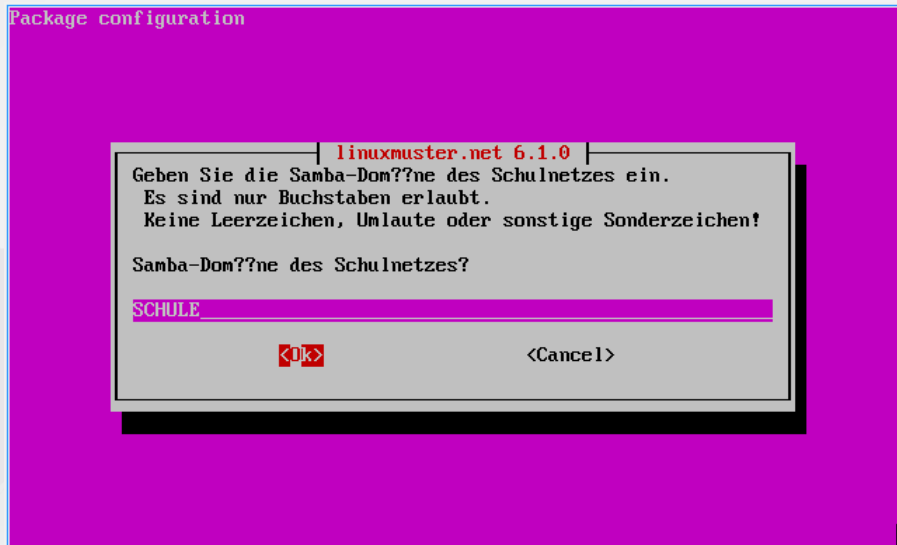 Package configuration
linuxmuster.net 6.1.0
Geben Sie die Samba-Dom??ne des Schulnetzes ein.
Es sind nur Buchstaben erlaubt.
Keine Leerzeichen, Umlaute oder sonstige Sonderzeichen!
Samba-Dom??ne des Schulnetzes?
SCHULE
<Ok> <Cancel>